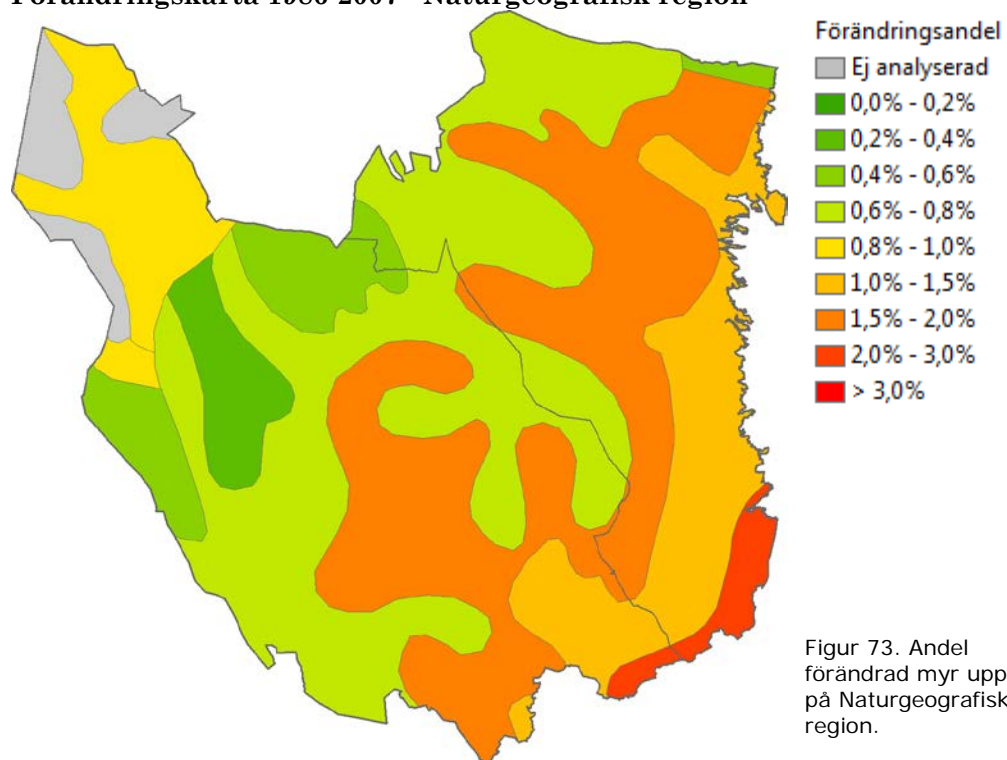 Förändringskarta 1986-2007 - Naturgeografisk region
Förändringsandel
Ej analyserad
0,0% - 0,2%
0,2% - 0,4%
0,4% - 0,6%
0,6% - 0,8%
0,8% - 1,0%
1,0% - 1,5%
1,5% - 2,0%
2,0% - 3,0%
> 3,0%
Figur 73. Andel
förändrad myr upp
på Naturgeografisk
region.